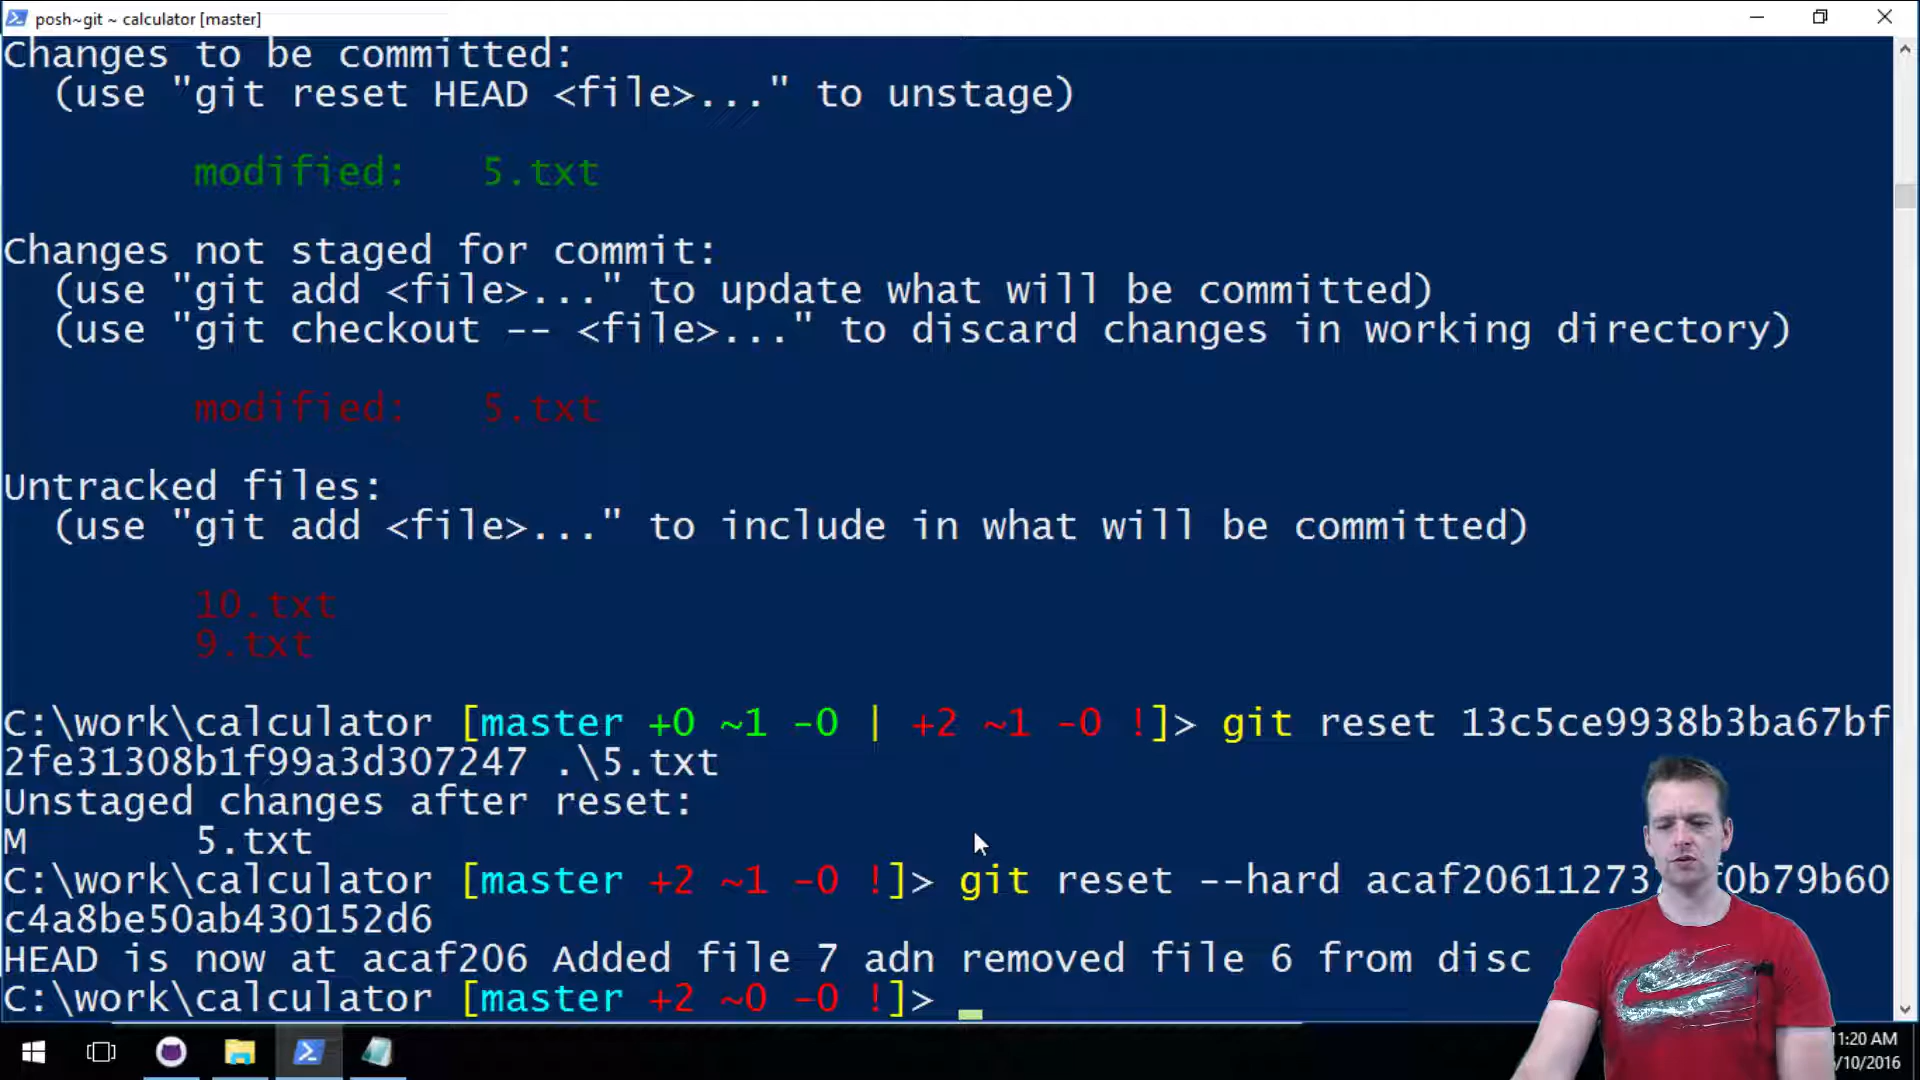 posh~git ~ calculator [master]
Changes to be committed:
(use "git reset HEAD <file>..." to unstage)
modified: 5.txt
Changes not staged for commit:
(use "git add <file>..." to update what will be committed)
(use "git checkout -- <file>..." to discard changes in working directory)
modified: 5.txt
Untracked files:
(use "git add <file>..." to include in what will be committed)
10.txt
9.txt
C:\work\calculator [master +0 ~1 -0 | +2 ~1 -0 !]> git reset 13c5ce9938b3ba67bf
2fe31308b1f99a3d307247 .\5.txt
Unstaged changes after reset:
M 5.txt
C:\work\calculator [master +2 ~1 -0 !]> git reset --hard
c4a8be50ab430152d6
HEAD is now at acaf206 Added file 7 adn removed file 6 from disc
C:\work\calculator [master +2 ~0 -0 !]>
11:20 AM
/10/2016